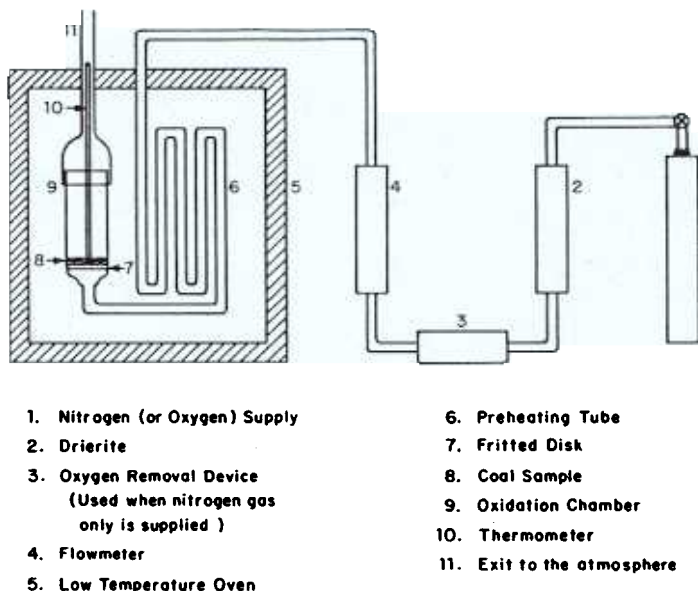 11
10
9
6
5
4
2
8
7
3
1. Nitrogen (or Oxygen) Supply
2. Drierite
3. Oxygen Removal Device
(Used when nitrogen gas
only is supplied )
4. Flowmeter
5. Low Temperature Oven
6. Preheating Tube
7. Fritted Disk
8. Coal Sample
9. Oxidation Chamber
10. Thermometer
11. Exit to the atmosphere